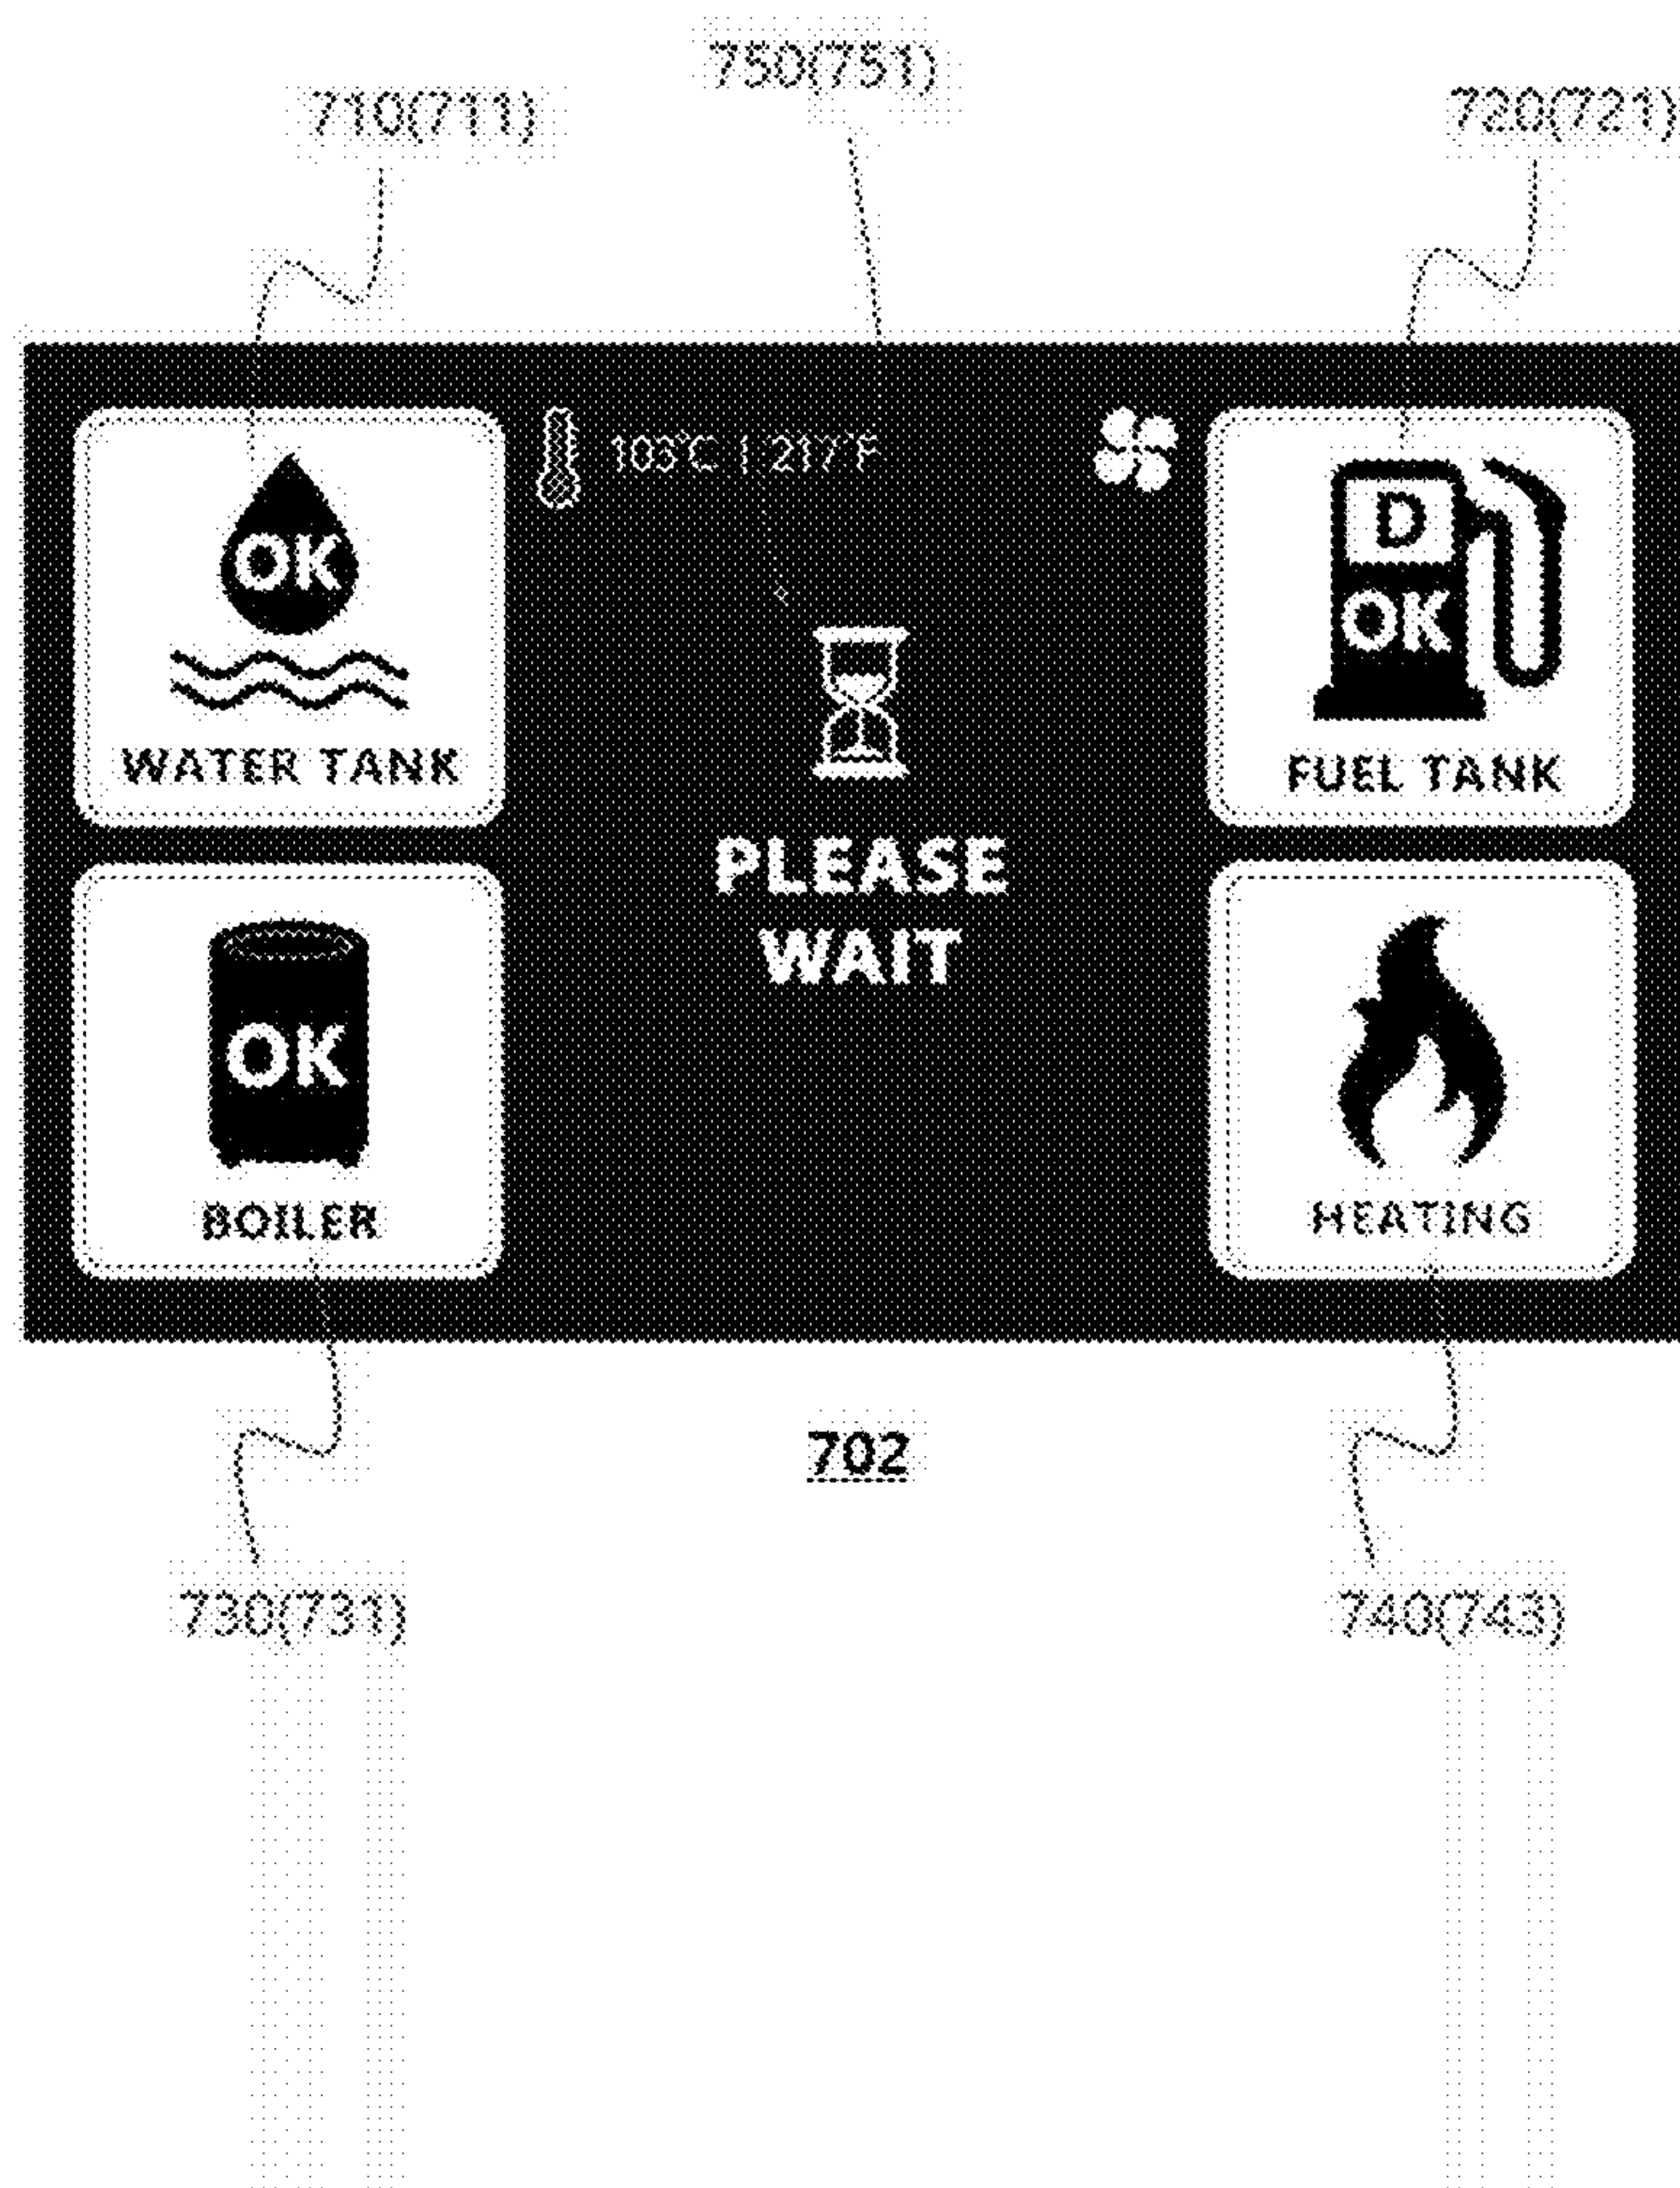 750(751)
710(711)
720(721)
103°C | 217°F
D
OK
OK
WATER TANK
FUEL TANK
PLEASE
WAIT
OK
BOILER
HEATING
702
730(731)
740(743)